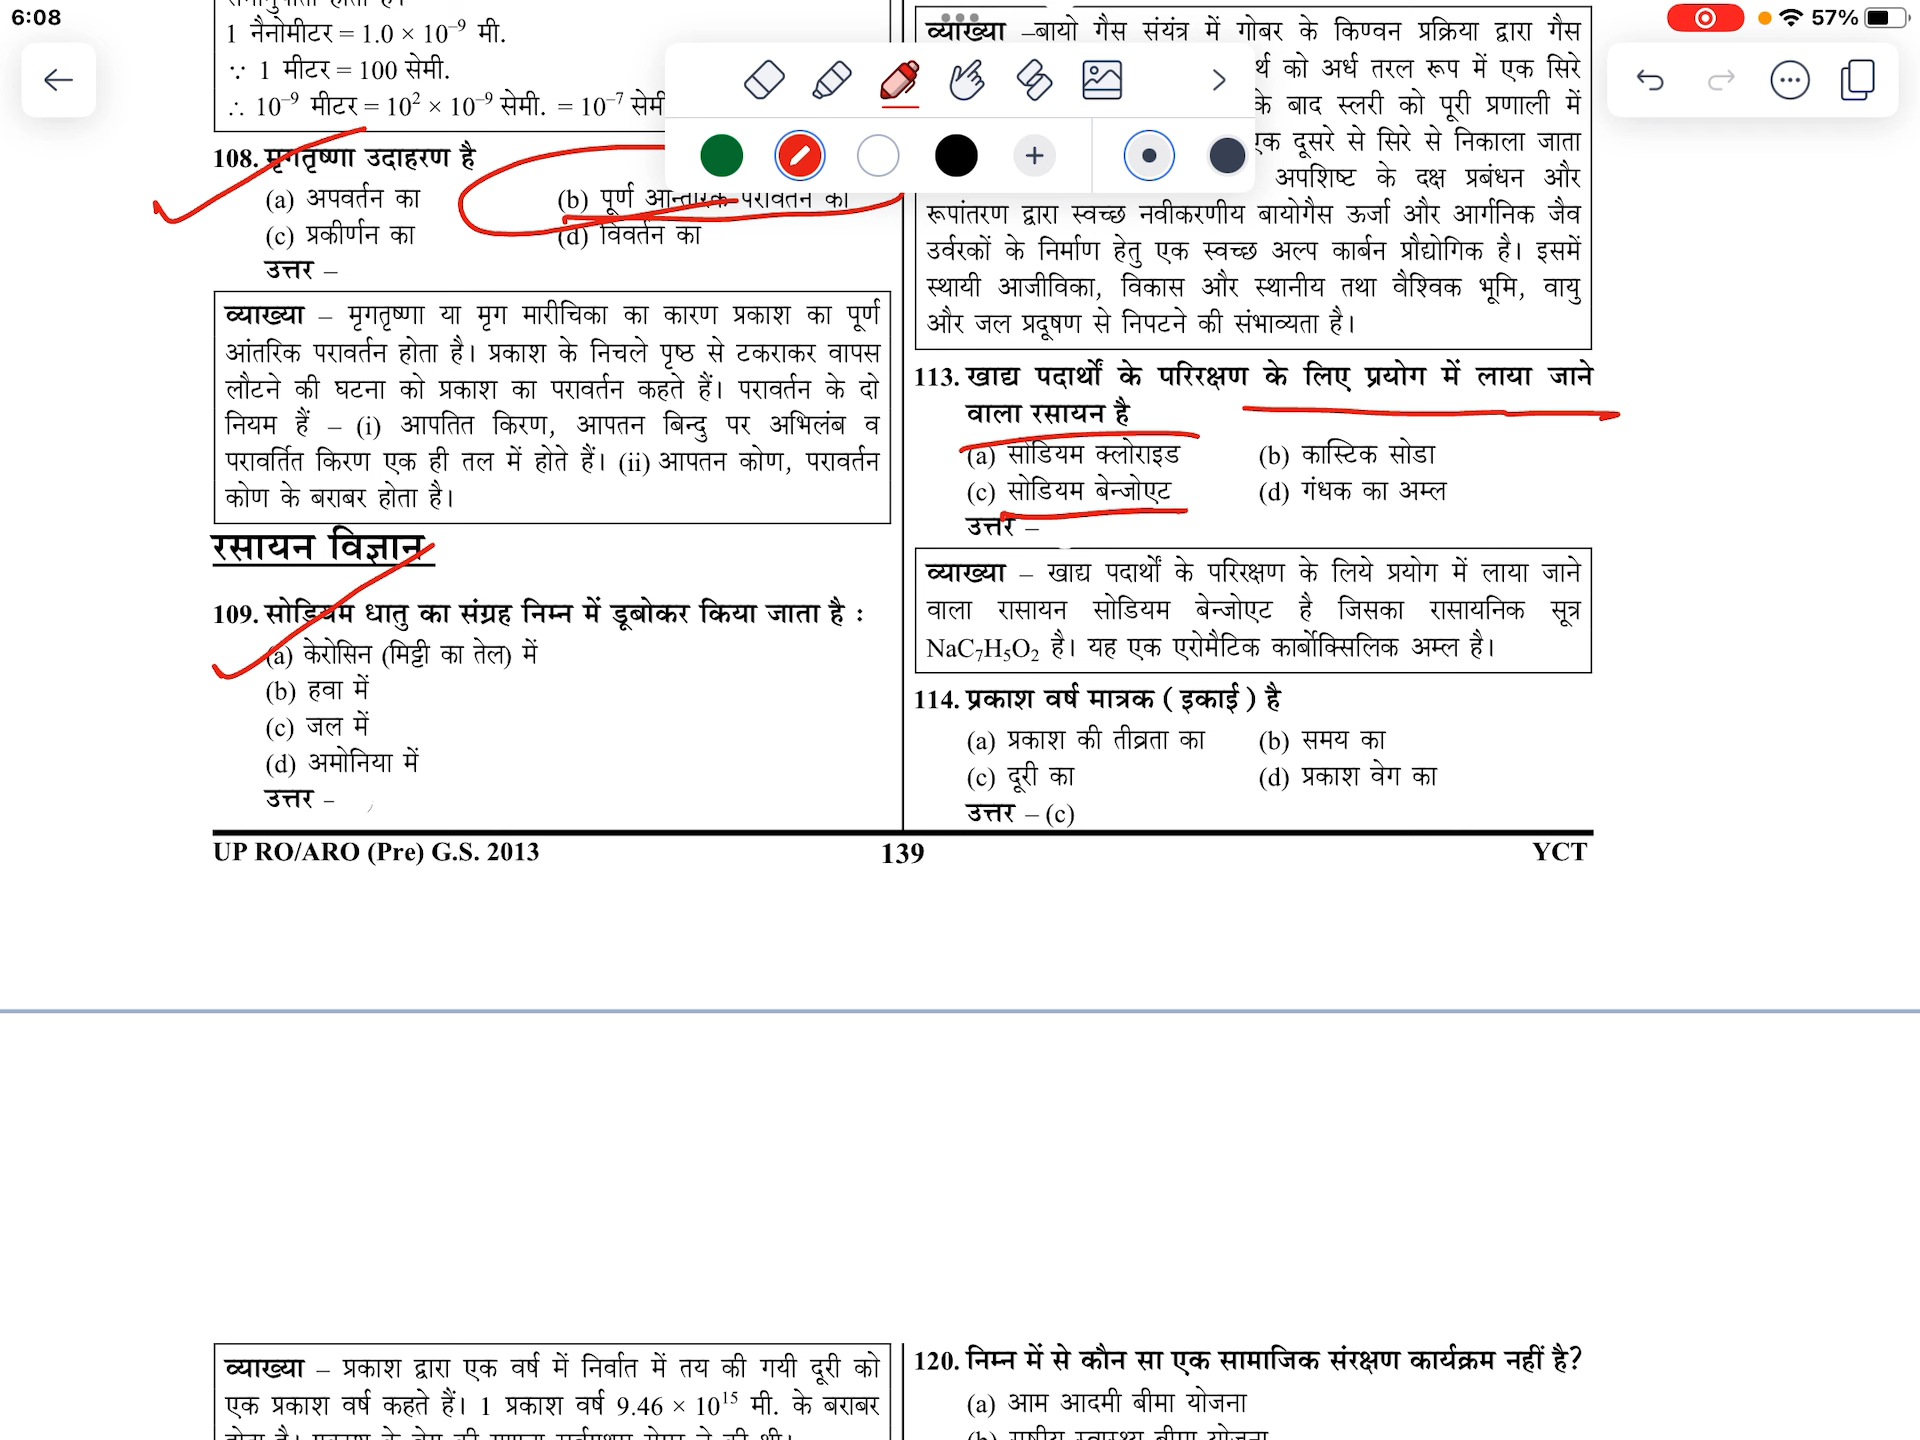 6:08
57%
1 नैनोमीटर = 1.0 × 10⁻⁹ मी.
∵ 1 मीटर = 100 सेमी.
∴ 10⁻⁹ मीटर = 10² × 10⁻⁹ सेमी. = 10⁻⁷ सेमी
108. मृगतृष्णा उदाहरण है
(a) अपवर्तन का (b) पूर्ण आन्तरिक परावर्तन का
(c) प्रकीर्णन का (d) विवर्तन का
उत्तर –
व्याख्या – मृगतृष्णा या मृग मारीचिका का कारण प्रकाश का पूर्ण
आंतरिक परावर्तन होता है। प्रकाश के निचले पृष्ठ से टकराकर वापस
लौटने की घटना को प्रकाश का परावर्तन कहते हैं। परावर्तन के दो
नियम हैं – (i) आपतित किरण, आपतन बिन्दु पर अभिलंब व
परावर्तित किरण एक ही तल में होते हैं। (ii) आपतन कोण, परावर्तन
कोण के बराबर होता है।
रसायन विज्ञान
109. सोडियम धातु का संग्रह निम्न में डूबोकर किया जाता है :
(a) केरोसिन (मिट्टी का तेल) में
(b) हवा में
(c) जल में
(d) अमोनिया में
उत्तर –
व्याख्या –बायो गैस संयंत्र में गोबर के किण्वन प्रक्रिया द्वारा गैस
को अर्ध तरल रूप में एक सिरे
के बाद स्लरी को पूरी प्रणाली में
एक दूसरे से सिरे से निकाला जाता
अपशिष्ट के दक्ष प्रबंधन और
रूपांतरण द्वारा स्वच्छ नवीकरणीय बायोगैस ऊर्जा और आर्गनिक जैव
उर्वरकों के निर्माण हेतु एक स्वच्छ अल्प कार्बन प्रौद्योगिक है। इसमें
स्थायी आजीविका, विकास और स्थानीय तथा वैश्विक भूमि, वायु
और जल प्रदूषण से निपटने की संभाव्यता है।
113. खाद्य पदार्थों के परिरक्षण के लिए प्रयोग में लाया जाने
वाला रसायन है
(a) सोडियम क्लोराइड (b) कास्टिक सोडा
(c) सोडियम बेन्जोएट (d) गंधक का अम्ल
उत्तर –
व्याख्या – खाद्य पदार्थों के परिरक्षण के लिये प्रयोग में लाया जाने
वाला रासायन सोडियम बेन्जोएट है जिसका रासायनिक सूत्र
NaC₇H₅O₂ है। यह एक एरोमैटिक कार्बोक्सिलिक अम्ल है।
114. प्रकाश वर्ष मात्रक ( इकाई ) है
(a) प्रकाश की तीव्रता का (b) समय का
(c) दूरी का (d) प्रकाश वेग का
उत्तर – (c)
UP RO/ARO (Pre) G.S. 2013 139 YCT
व्याख्या – प्रकाश द्वारा एक वर्ष में निर्वात में तय की गयी दूरी को
एक प्रकाश वर्ष कहते हैं। 1 प्रकाश वर्ष 9.46 × 10¹⁵ मी. के बराबर
120. निम्न में से कौन सा एक सामाजिक संरक्षण कार्यक्रम नहीं है?
(a) आम आदमी बीमा योजना